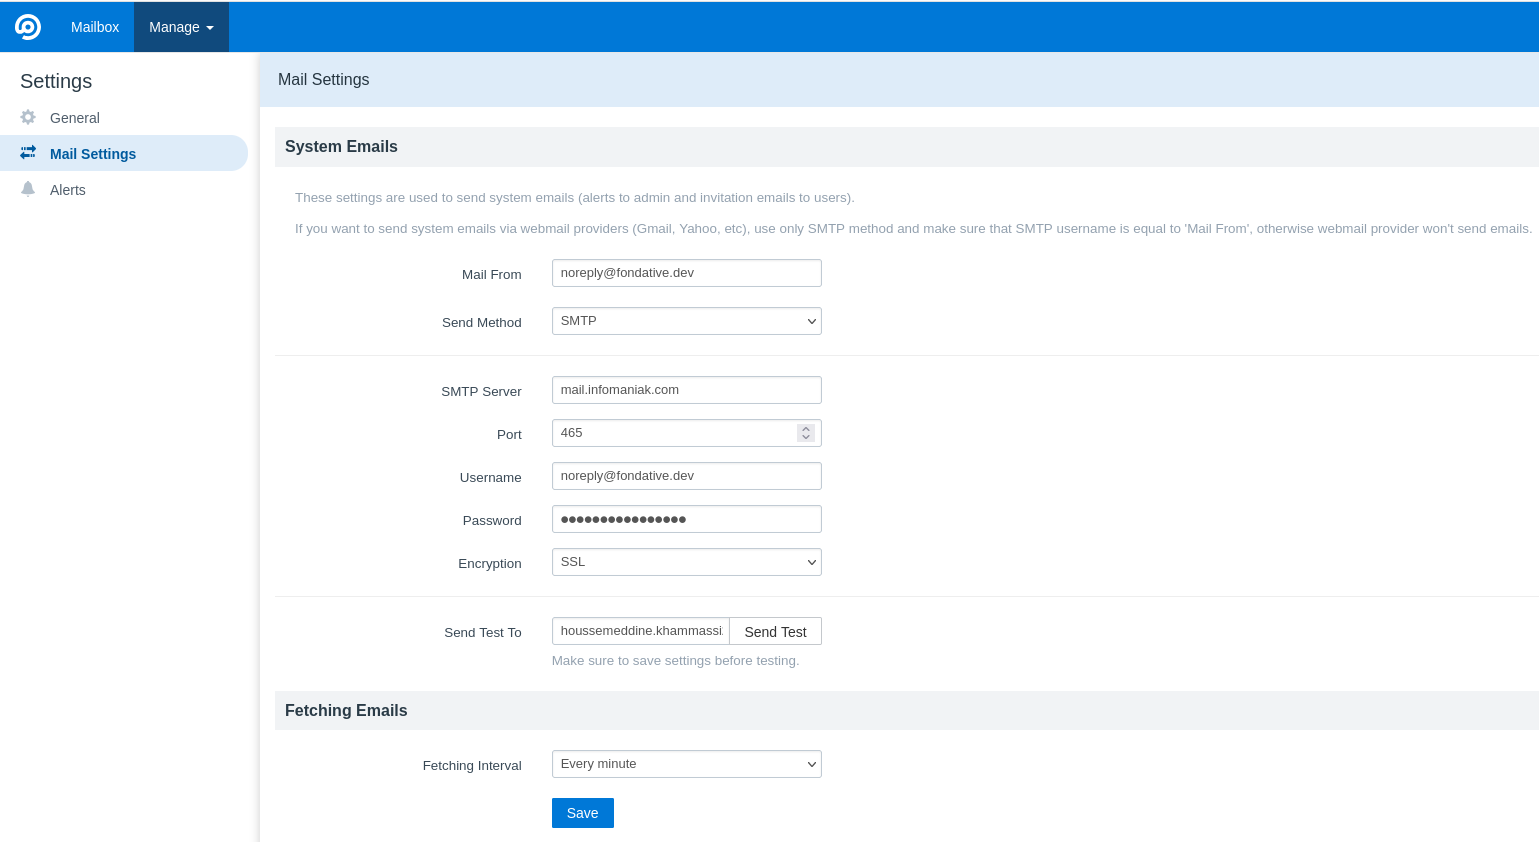 Mailbox Manage
Settings
General
Mail Settings
Alerts
Mail Settings
System Emails
These settings are used to send system emails (alerts to admin and invitation emails to users).
If you want to send system emails via webmail providers (Gmail, Yahoo, etc), use only SMTP method and make sure that SMTP username is equal to 'Mail From', otherwise webmail provider won't send emails.
Mail From noreply@fondative.dev
Send Method SMTP
SMTP Server mail.infomaniak.com
Port 465
Username noreply@fondative.dev
Password ●●●●●●●●●●●●●●●●
Encryption SSL
Send Test To houssemeddine.khammassi. Send Test
Make sure to save settings before testing.
Fetching Emails
Fetching Interval Every minute
Save